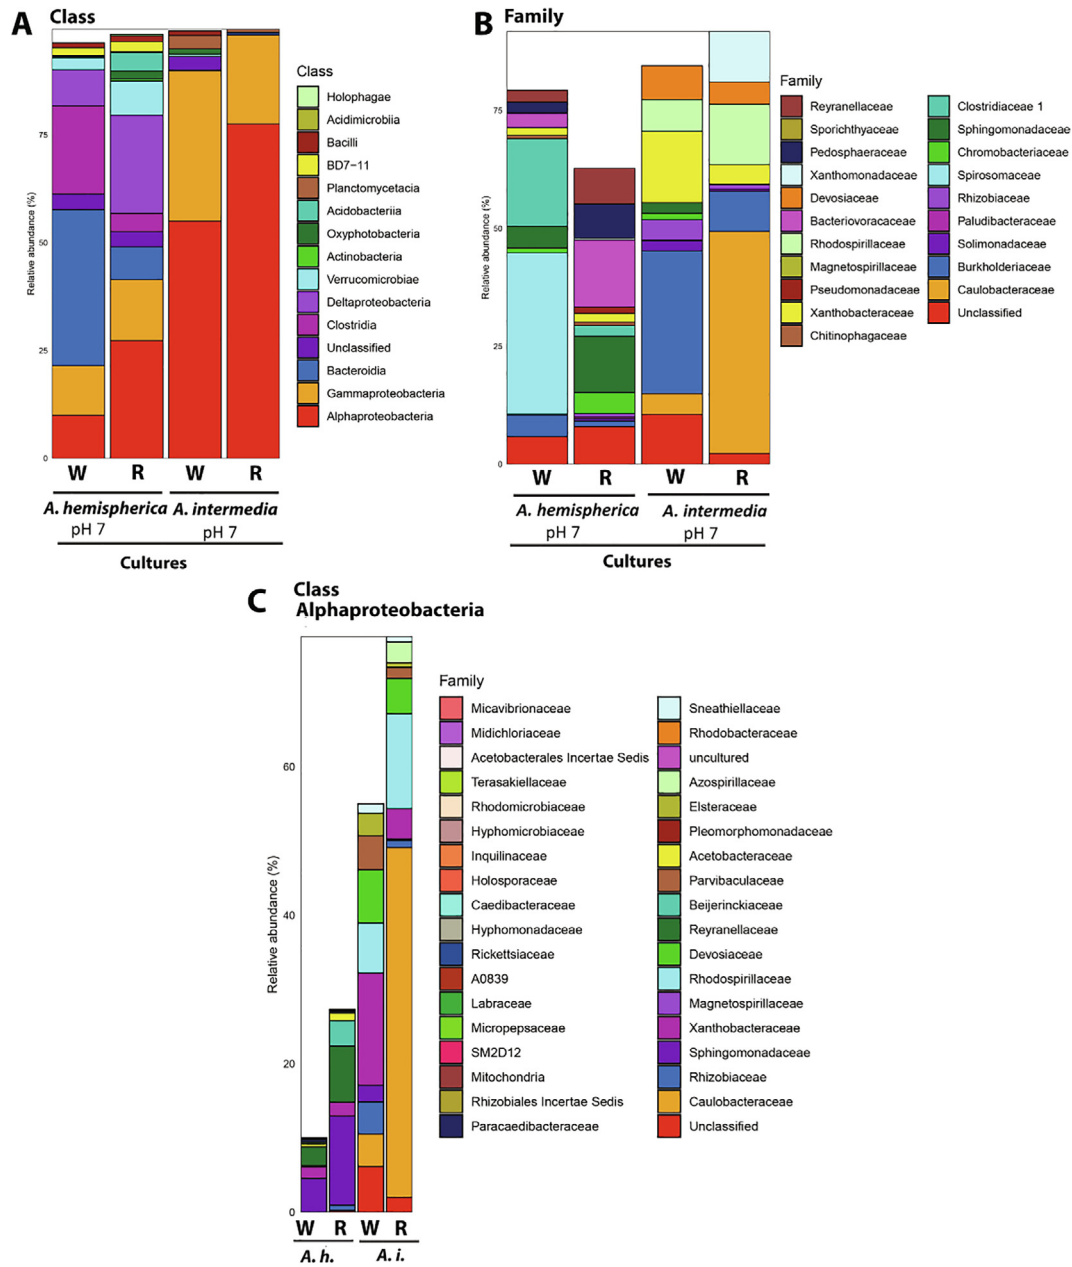 A
Class
Relative abundance (%)
75
50
25
0
W R W R
A. hemispherica A. intermedia
pH 7 pH 7
Cultures
Class
Holophagae
Acidimicrobiia
Bacilli
BD7−11
Planctomycetacia
Acidobacteriia
Oxyphotobacteria
Actinobacteria
Verrucomicrobiae
Deltaproteobacteria
Clostridia
Unclassified
Bacteroidia
Gammaproteobacteria
Alphaproteobacteria
B
Family
Relative abundance (%)
75
50
25
0
W R W R
A. hemispherica A. intermedia
pH 7 pH 7
Cultures
Family
Reyranellaceae
Sporichthyaceae
Pedosphaeraceae
Xanthomonadaceae
Devosiaceae
Bacteriovoracaceae
Rhodospirillaceae
Magnetospirillaceae
Pseudomonadaceae
Xanthobacteraceae
Chitinophagaceae
Clostridiaceae 1
Sphingomonadaceae
Chromobacteriaceae
Spirosomaceae
Rhizobiaceae
Paludibacteraceae
Solimonadaceae
Burkholderiaceae
Caulobacteraceae
Unclassified
C
Class
Alphaproteobacteria
Relative abundance (%)
60
40
20
0
W R W R
A. h. A. i.
Family
Micavibrionaceae
Midichloriaceae
Acetobacterales Incertae Sedis
Terasakiellaceae
Rhodomicrobiaceae
Hyphomicrobiaceae
Inquilinaceae
Holosporaceae
Caedibacteraceae
Hyphomonadaceae
Rickettsiaceae
A0839
Labraceae
Micropepsaceae
SM2D12
Mitochondria
Rhizobiales Incertae Sedis
Paracaedibacteraceae
Sneathiellaceae
Rhodobacteraceae
uncultured
Azospirillaceae
Elsteraceae
Pleomorphomonadaceae
Acetobacteraceae
Parvibaculaceae
Beijerinckiaceae
Reyranellaceae
Devosiaceae
Rhodospirillaceae
Magnetospirillaceae
Xanthobacteraceae
Sphingomonadaceae
Rhizobiaceae
Caulobacteraceae
Unclassified